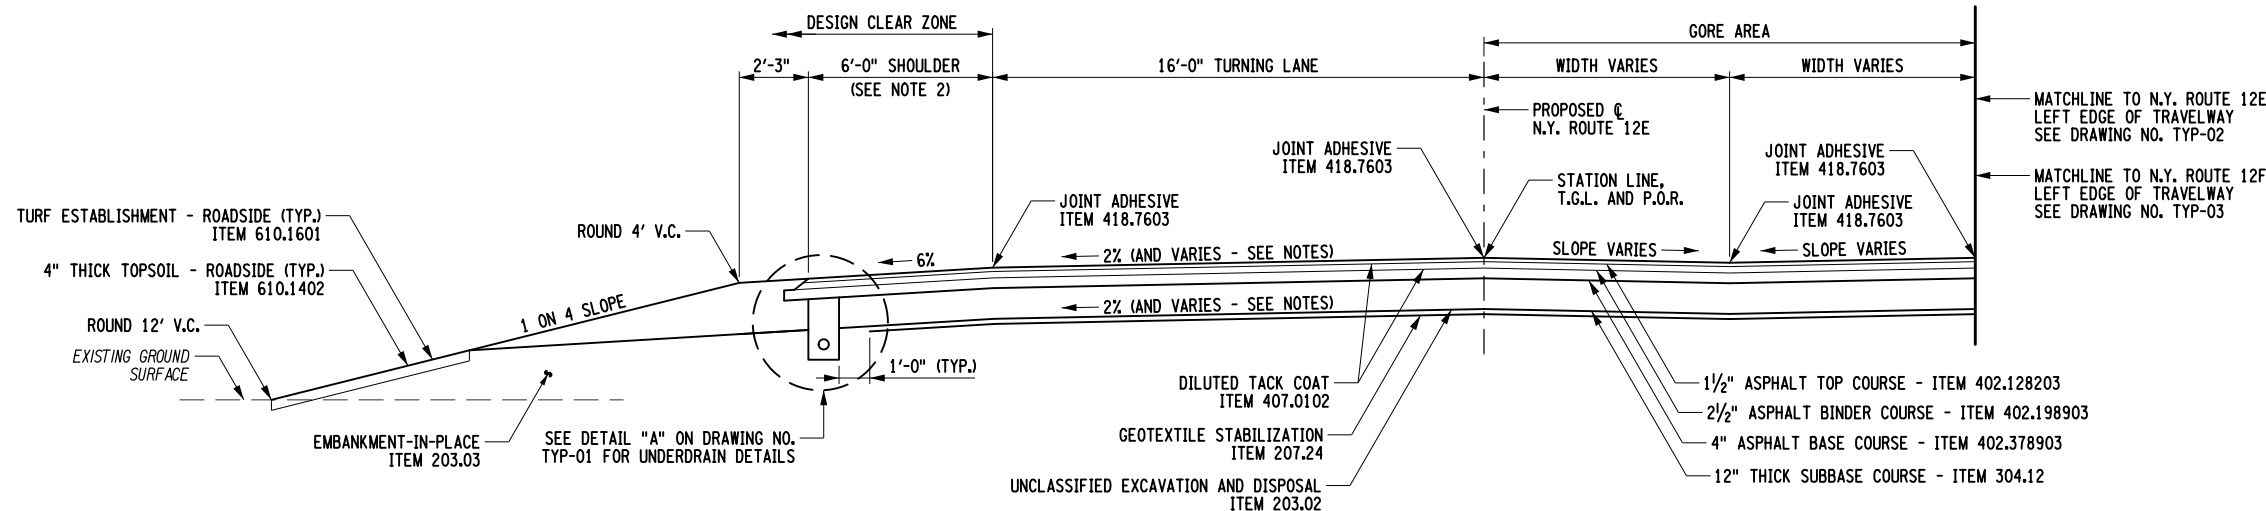 DESIGN CLEAR ZONE
GORE AREA
2'-3"
6'-0" SHOULDER
(SEE NOTE 2)
16'-0" TURNING LANE
WIDTH VARIES
WIDTH VARIES
PROPOSED ℄
N.Y. ROUTE 12E
MATCHLINE TO N.Y. ROUTE 12E
LEFT EDGE OF TRAVELWAY
SEE DRAWING NO. TYP-02
JOINT ADHESIVE
ITEM 418.7603
JOINT ADHESIVE
ITEM 418.7603
STATION LINE,
T.G.L. AND P.O.R.
MATCHLINE TO N.Y. ROUTE 12F
LEFT EDGE OF TRAVELWAY
SEE DRAWING NO. TYP-03
TURF ESTABLISHMENT - ROADSIDE (TYP.)
ITEM 610.1601
ROUND 4' V.C.
JOINT ADHESIVE
ITEM 418.7603
JOINT ADHESIVE
ITEM 418.7603
6%
2% (AND VARIES - SEE NOTES)
SLOPE VARIES
SLOPE VARIES
4" THICK TOPSOIL - ROADSIDE (TYP.)
ITEM 610.1402
1 ON 4 SLOPE
2% (AND VARIES - SEE NOTES)
ROUND 12' V.C.
EXISTING GROUND
SURFACE
1'-0" (TYP.)
DILUTED TACK COAT
ITEM 407.0102
1½" ASPHALT TOP COURSE - ITEM 402.128203
2½" ASPHALT BINDER COURSE - ITEM 402.198903
EMBANKMENT-IN-PLACE
ITEM 203.03
SEE DETAIL "A" ON DRAWING NO.
TYP-01 FOR UNDERDRAIN DETAILS
GEOTEXTILE STABILIZATION
ITEM 207.24
4" ASPHALT BASE COURSE - ITEM 402.378903
12" THICK SUBBASE COURSE - ITEM 304.12
UNCLASSIFIED EXCAVATION AND DISPOSAL
ITEM 203.02